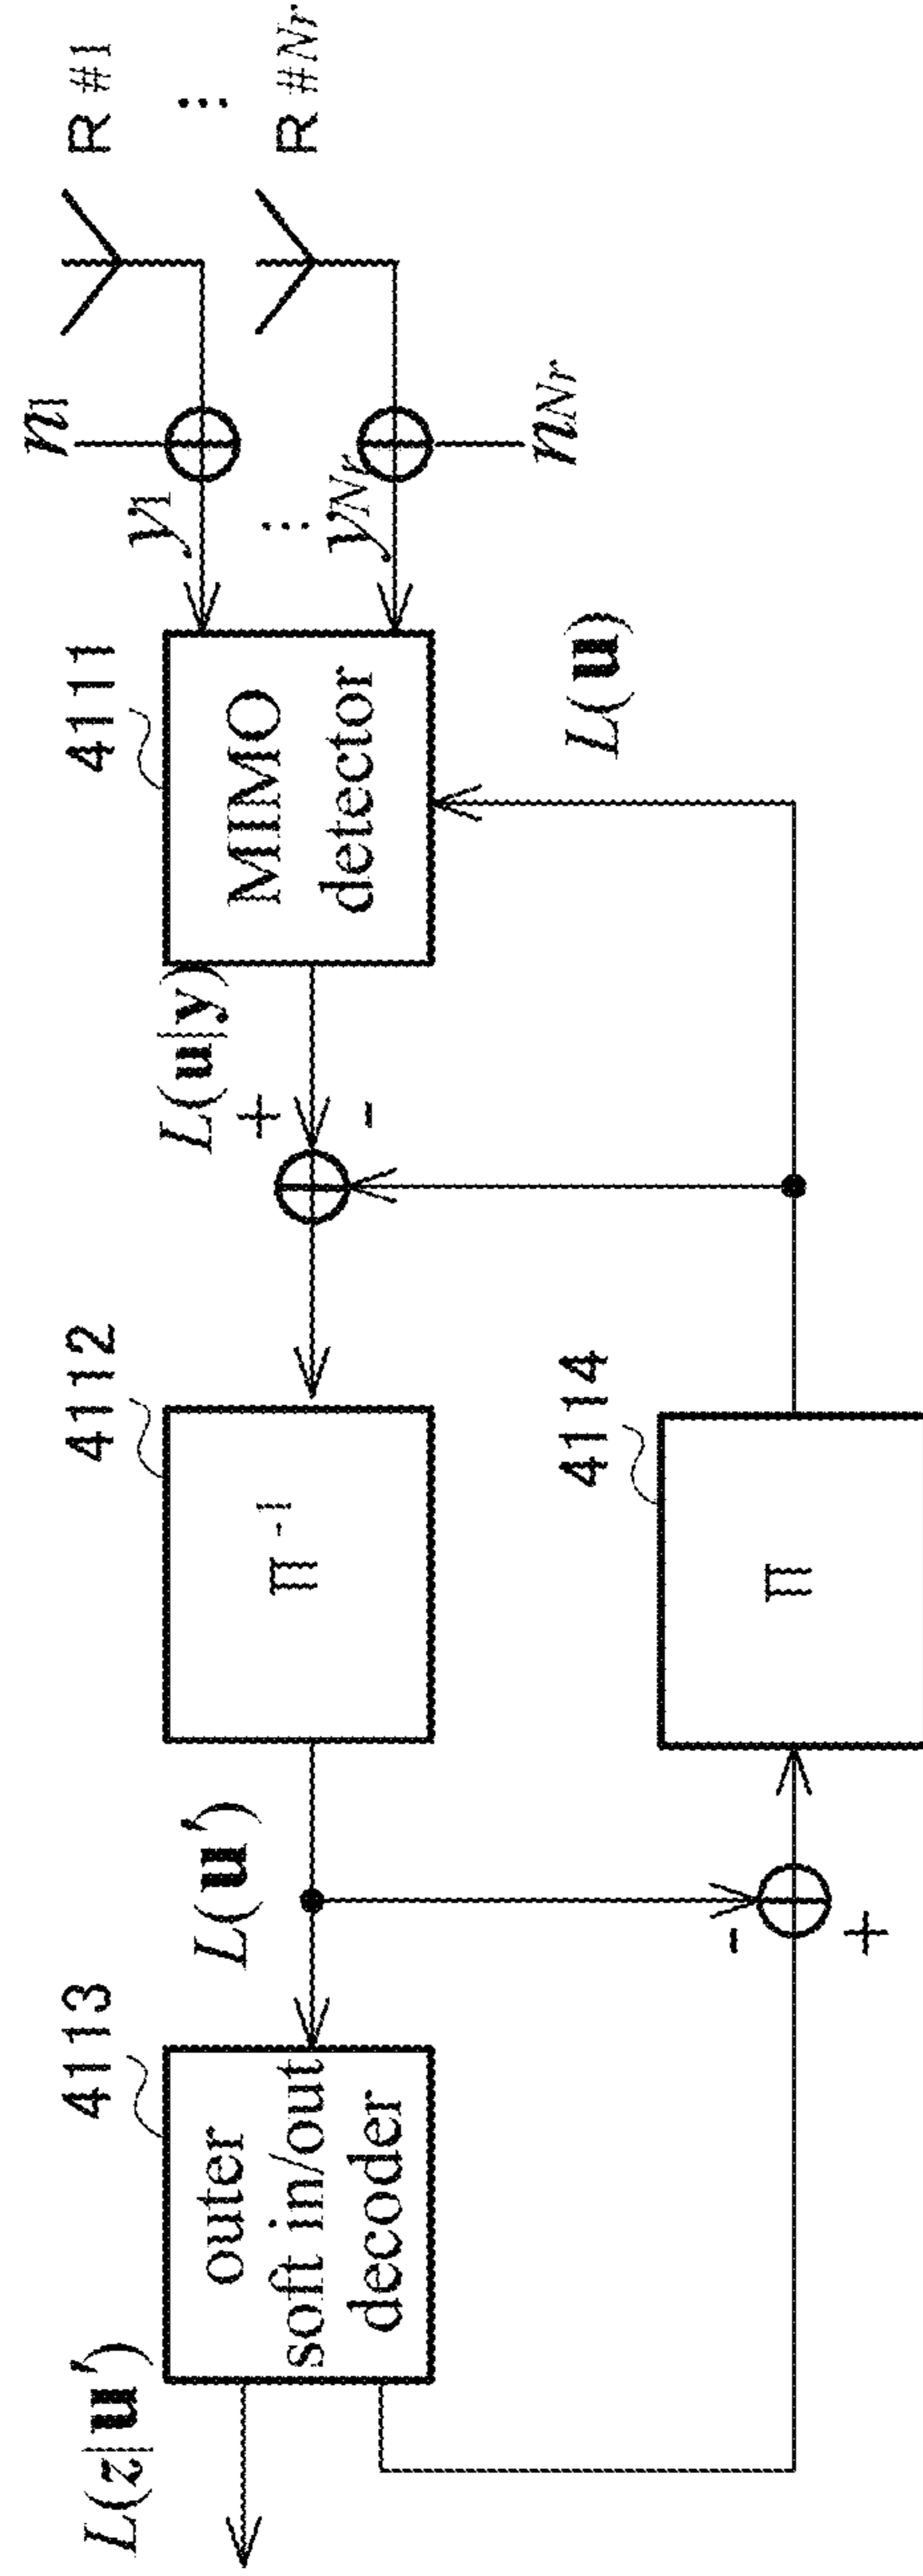 R #1
⋮
R #Nr
n1
nNr
y1
⋮
yNr
4111
MIMO
detector
L(u)
L(u|y)
+
-
4112
Π -1
4114
Π
L(u′)
-
+
4113
outer
soft in/out
decoder
L(z|u′)